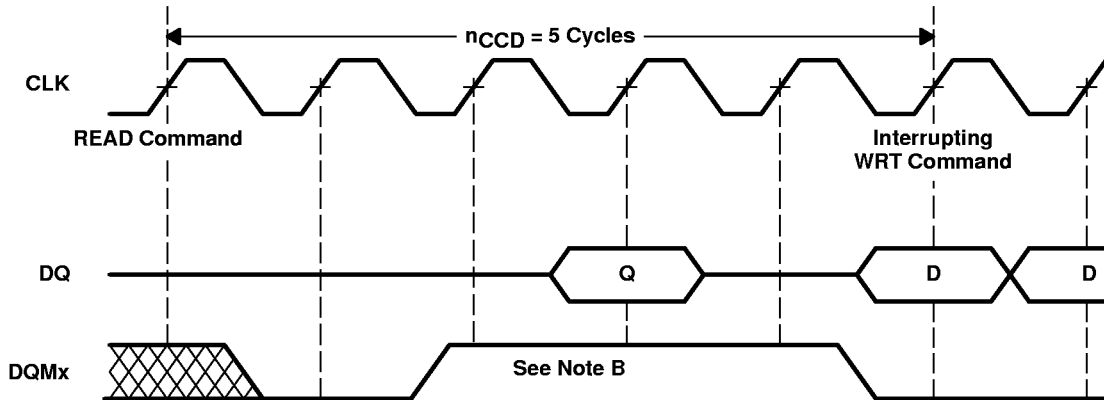 nCCD = 5 Cycles
CLK
READ Command
Interrupting
WRT Command
DQ
Q
D
D
DQMx
See Note B